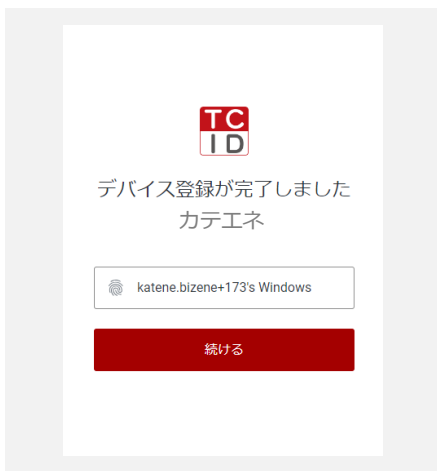 TC
ID
デバイス登録が完了しました
カテエネ
katene.bizene+173's Windows
続ける